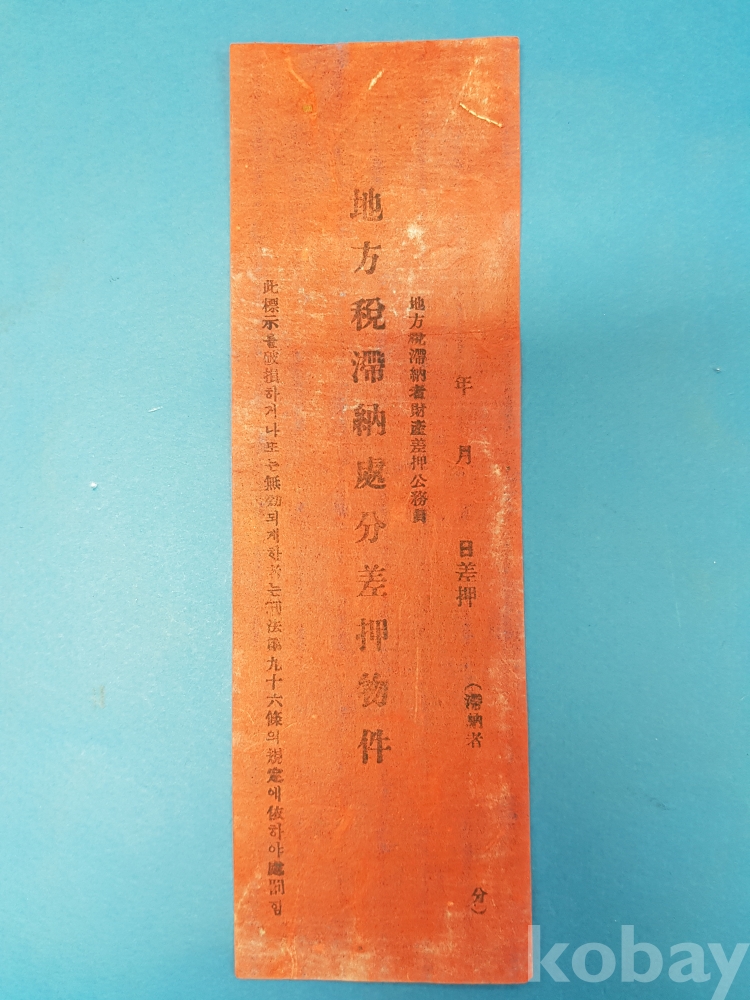 年 月 日差押 (滯納者 分)
地方稅滯納者財産差押公務員
地方稅滯納處分差押物件
此標示를破損하거나또는無効되게한者는刑法第九十六條의規定에依하야處罰함
kobay